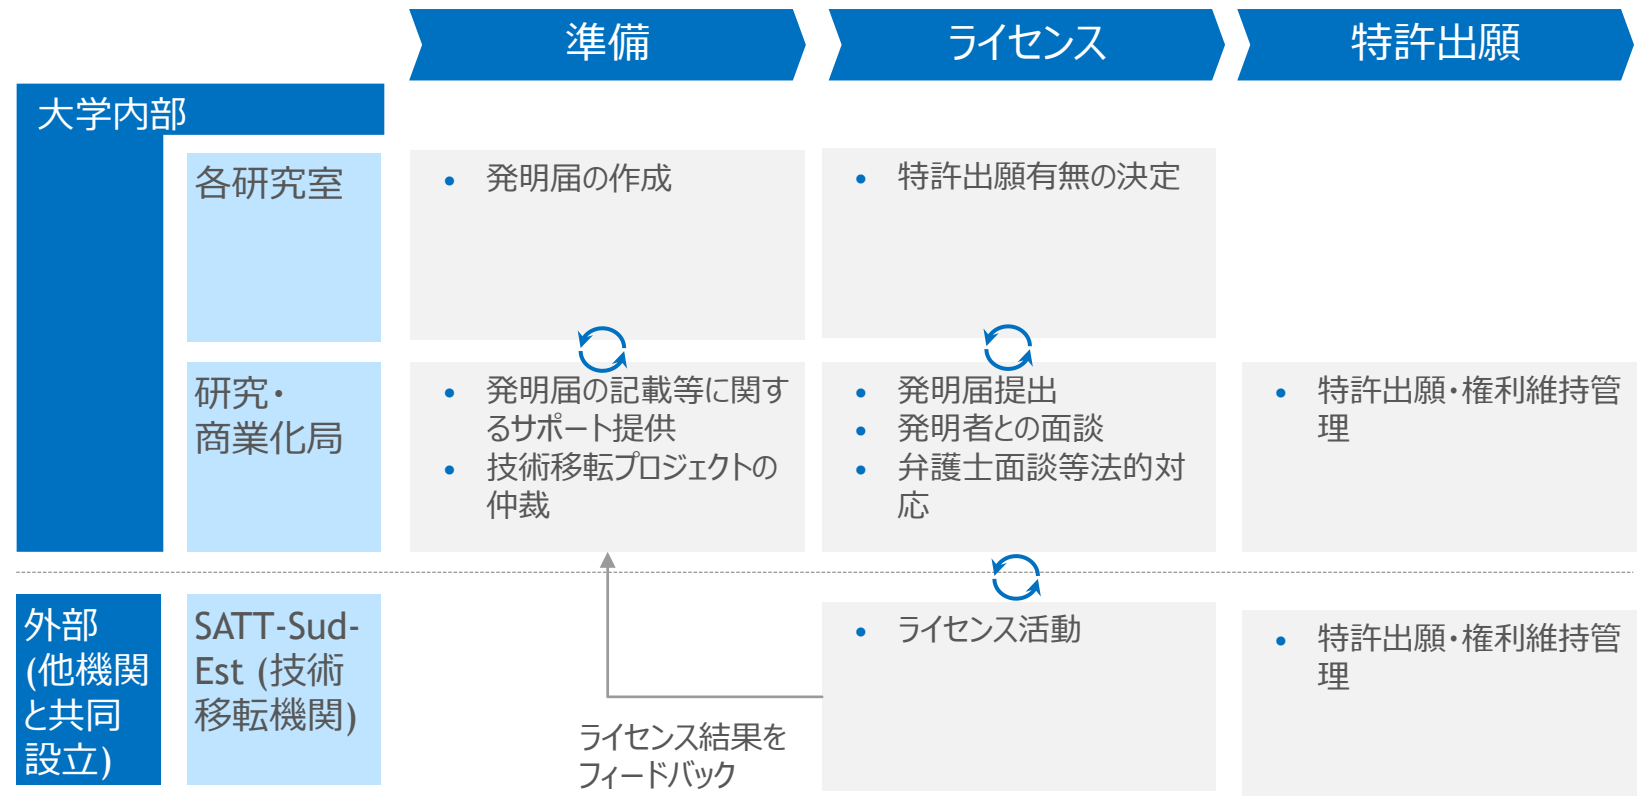 準備
ライセンス
特許出願
大学内部
各研究室
• 発明届の作成
• 特許出願有無の決定
研究・
商業化局
• 発明届の記載等に関す
るサポート提供
• 技術移転プロジェクトの
仲裁
• 発明届提出
• 発明者との面談
• 弁護士面談等法的対
応
• 特許出願・権利維持管
理
外部
(他機関
と共同
設立)
SATT-Sud-
Est (技術
移転機関)
• ライセンス活動
• 特許出願・権利維持管
理
ライセンス結果を
フィードバック